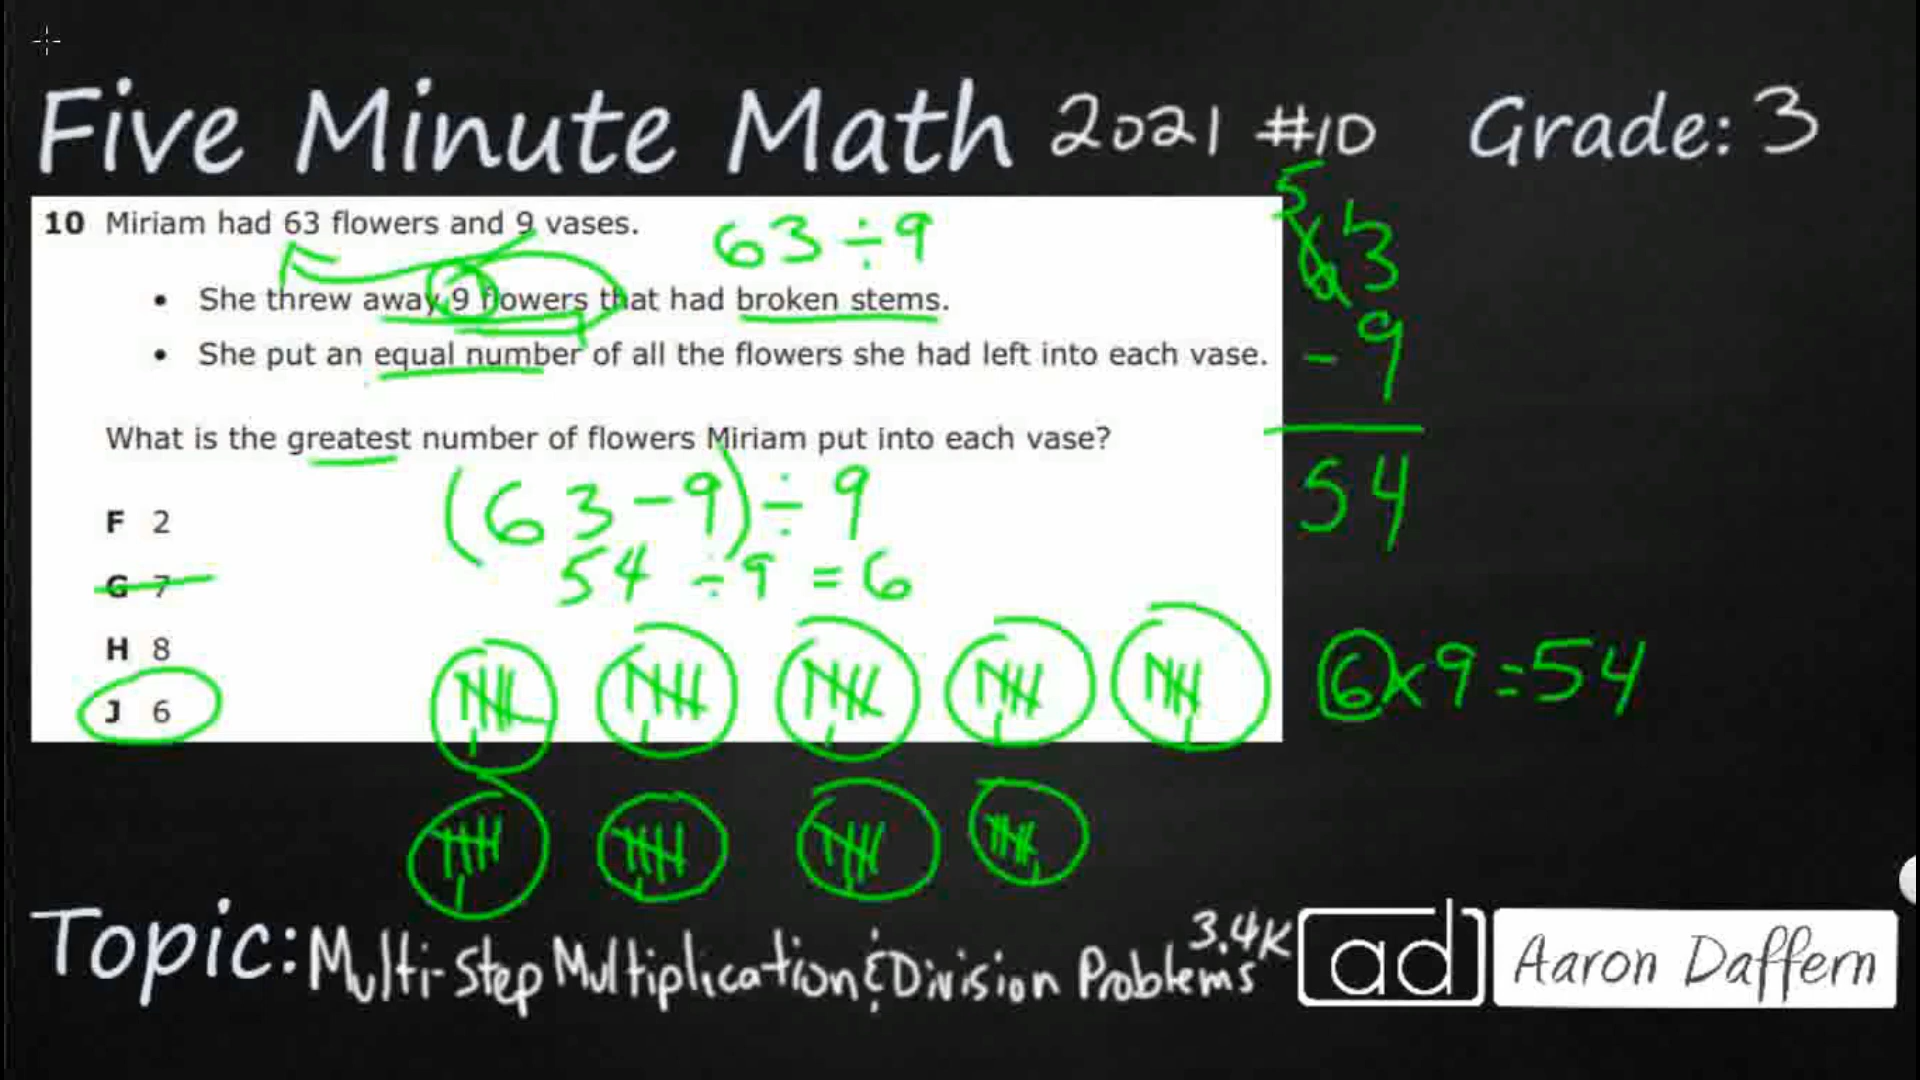 Five Minute Math 2021 #10 Grade: 3
10 Miriam had 63 flowers and 9 vases.
63 ÷ 9
• She threw away 9 flowers that had broken stems.
• She put an equal number of all the flowers she had left into each vase.
What is the greatest number of flowers Miriam put into each vase?
F 2
G 7
H 8
J 6
(63 - 9) ÷ 9
54 ÷ 9 = 6
5 1
63
- 9
54
6 x 9 = 54
Topic: Multi-Step Multiplication & Division Problems 3.4K
ad Aaron Daffern